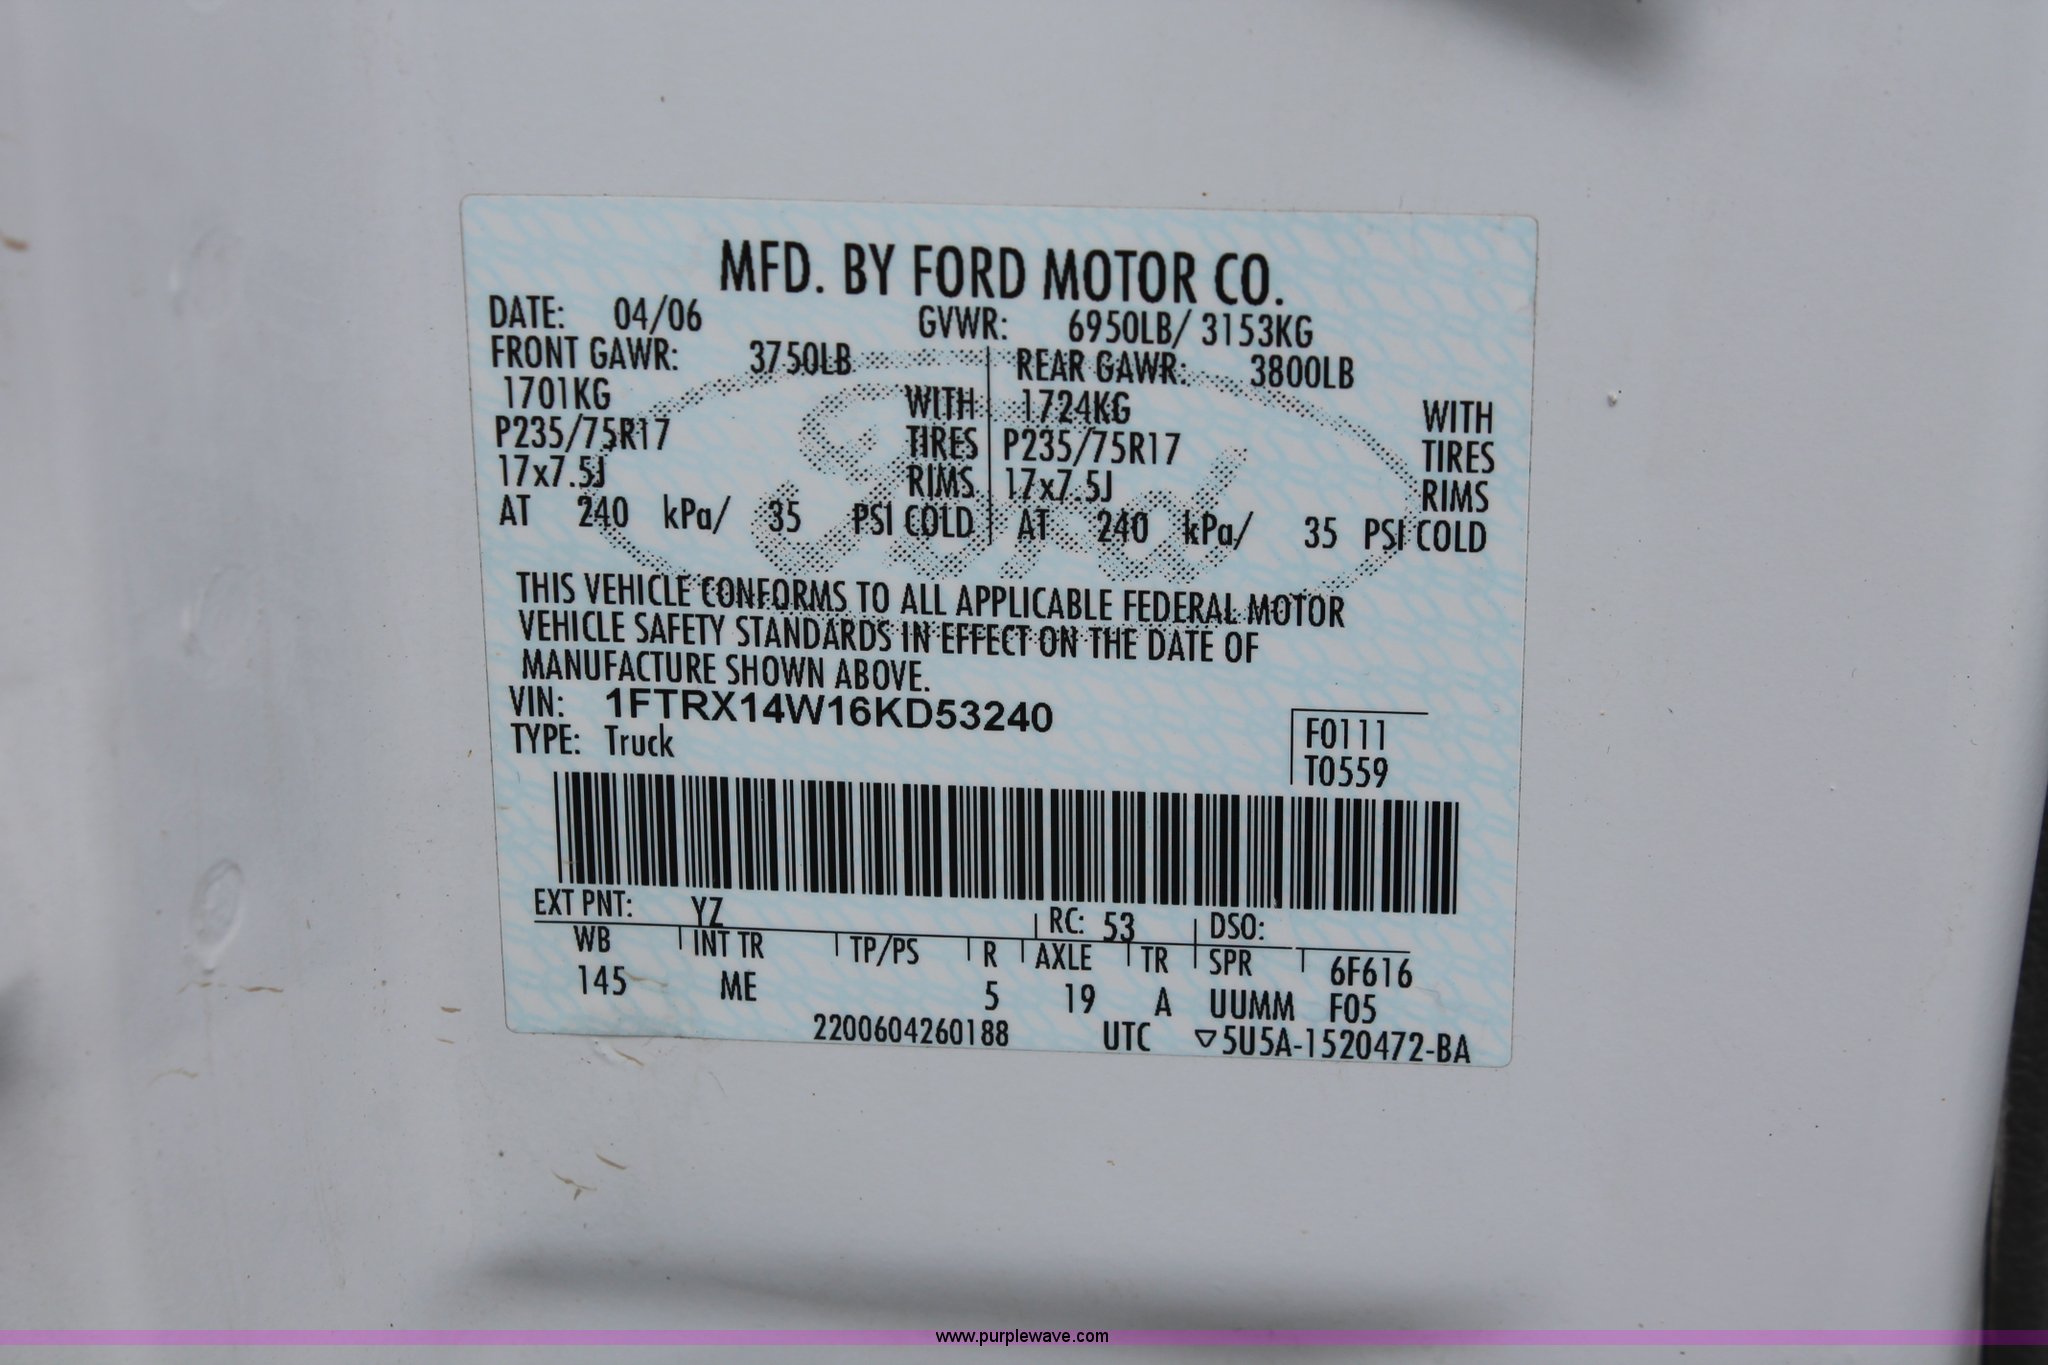 MFD. BY FORD MOTOR CO.
DATE: 04/06 GVWR: 6950LB/ 3153KG
FRONT GAWR: 3750LB REAR GAWR: 3800LB
1701KG WITH 1724KG WITH
P235/75R17 TIRES P235/75R17 TIRES
17x7.5J RIMS 17x7.5J RIMS
AT 240 kPa/ 35 PSI COLD AT 240 kPa/ 35 PSI COLD
Ford
THIS VEHICLE CONFORMS TO ALL APPLICABLE FEDERAL MOTOR
VEHICLE SAFETY STANDARDS IN EFFECT ON THE DATE OF
MANUFACTURE SHOWN ABOVE.
VIN: 1FTRX14W16KD53240
TYPE: Truck
F0111
T0559
EXT PNT: YZ RC: 53 DSO:
WB INT TR TP/PS R AXLE TR SPR 6F616
145 ME 5 19 A UUMM F05
2200604260188 UTC ▽5U5A-1520472-BA
www.purplewave.com